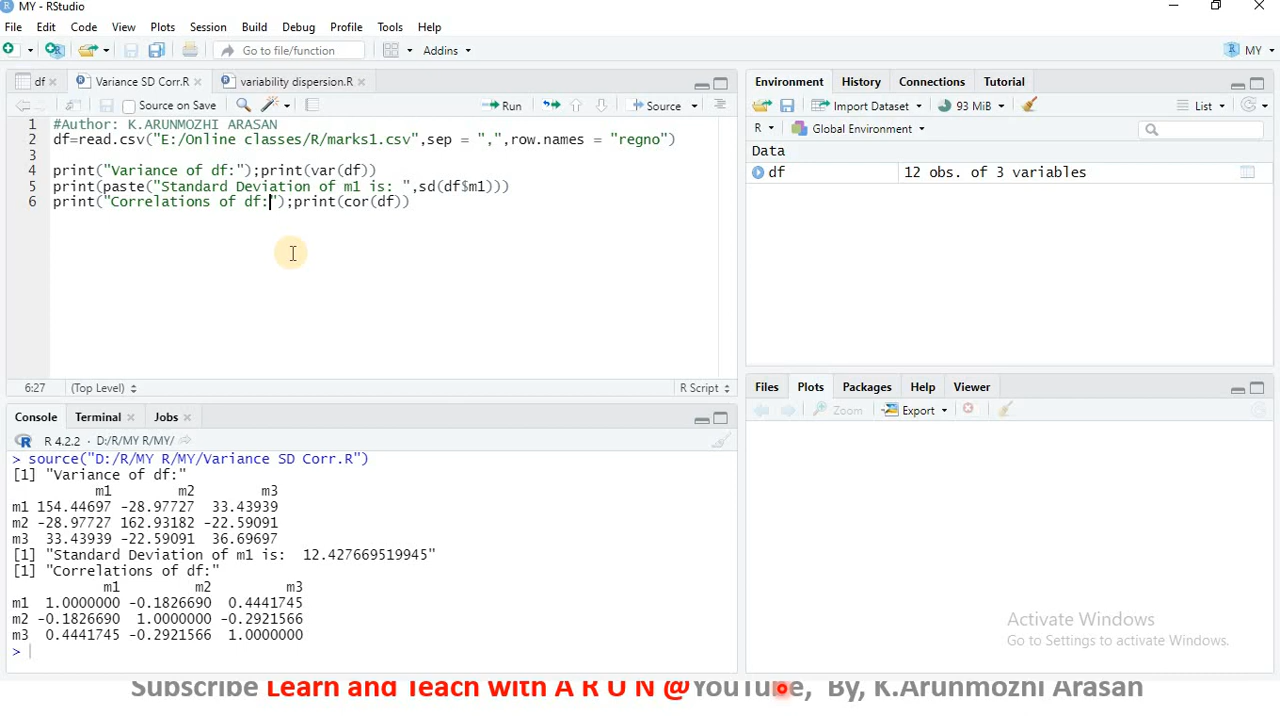 MY - RStudio
File Edit Code View Plots Session Build Debug Profile Tools Help
Go to file/function Addins MY
df Variance SD Corr.R variability dispersion.R
Source on Save Run Source
1 #Author: K.ARUNMOZHI ARASAN
2 df=read.csv("E:/Online classes/R/marks1.csv",sep = ",",row.names = "regno")
3
4 print("Variance of df:");print(var(df))
5 print(paste("Standard Deviation of m1 is: ",sd(df$m1)))
6 print("Correlations of df:");print(cor(df))
6:27 (Top Level) R Script
Console Terminal Jobs
R 4.2.2 · D:/R/MY R/MY/
> source("D:/R/MY R/MY/Variance SD Corr.R")
[1] "Variance of df:"
m1 m2 m3
m1 154.44697 -28.97727 33.43939
m2 -28.97727 162.93182 -22.59091
m3 33.43939 -22.59091 36.69697
[1] "Standard Deviation of m1 is:  12.427669519945"
[1] "Correlations of df:"
m1 m2 m3
m1 1.0000000 -0.1826690 0.4441745
m2 -0.1826690 1.0000000 -0.2921566
m3 0.4441745 -0.2921566 1.0000000
>
Environment History Connections Tutorial
Import Dataset 93 MiB List
R Global Environment
Data
df 12 obs. of 3 variables
Files Plots Packages Help Viewer
Zoom Export
Activate Windows
Go to Settings to activate Windows.
Subscribe Learn and Teach with A R U N @YouTube, By, K.Arunmozhi Arasan